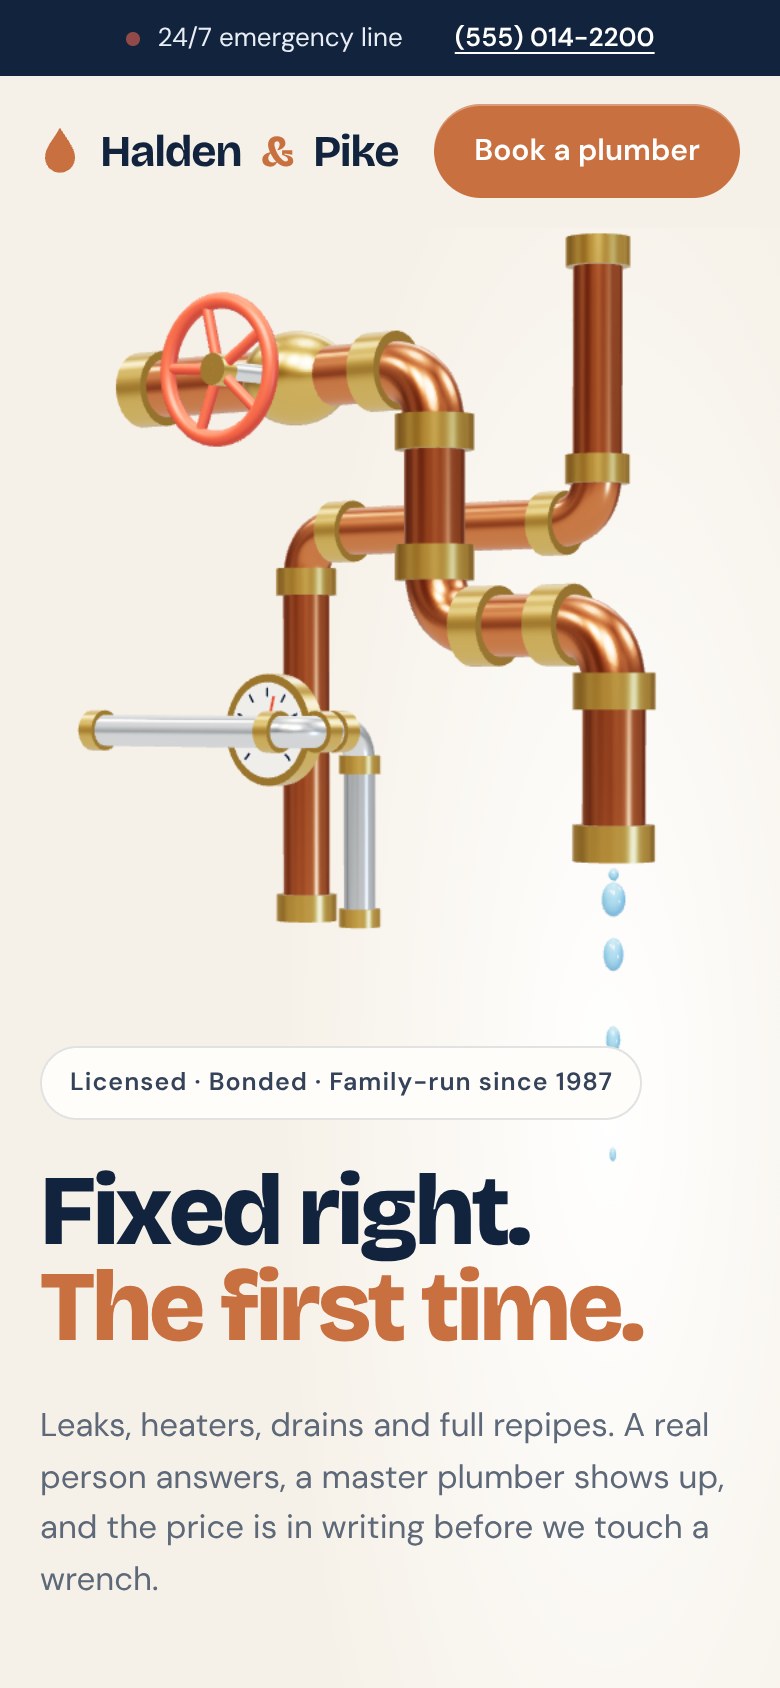 24/7 emergency line (555) 014-2200
Halden & Pike
Book a plumber
Licensed · Bonded · Family-run since 1987
Fixed right.
The first time.
Leaks, heaters, drains and full repipes. A real
person answers, a master plumber shows up,
and the price is in writing before we touch a
wrench.